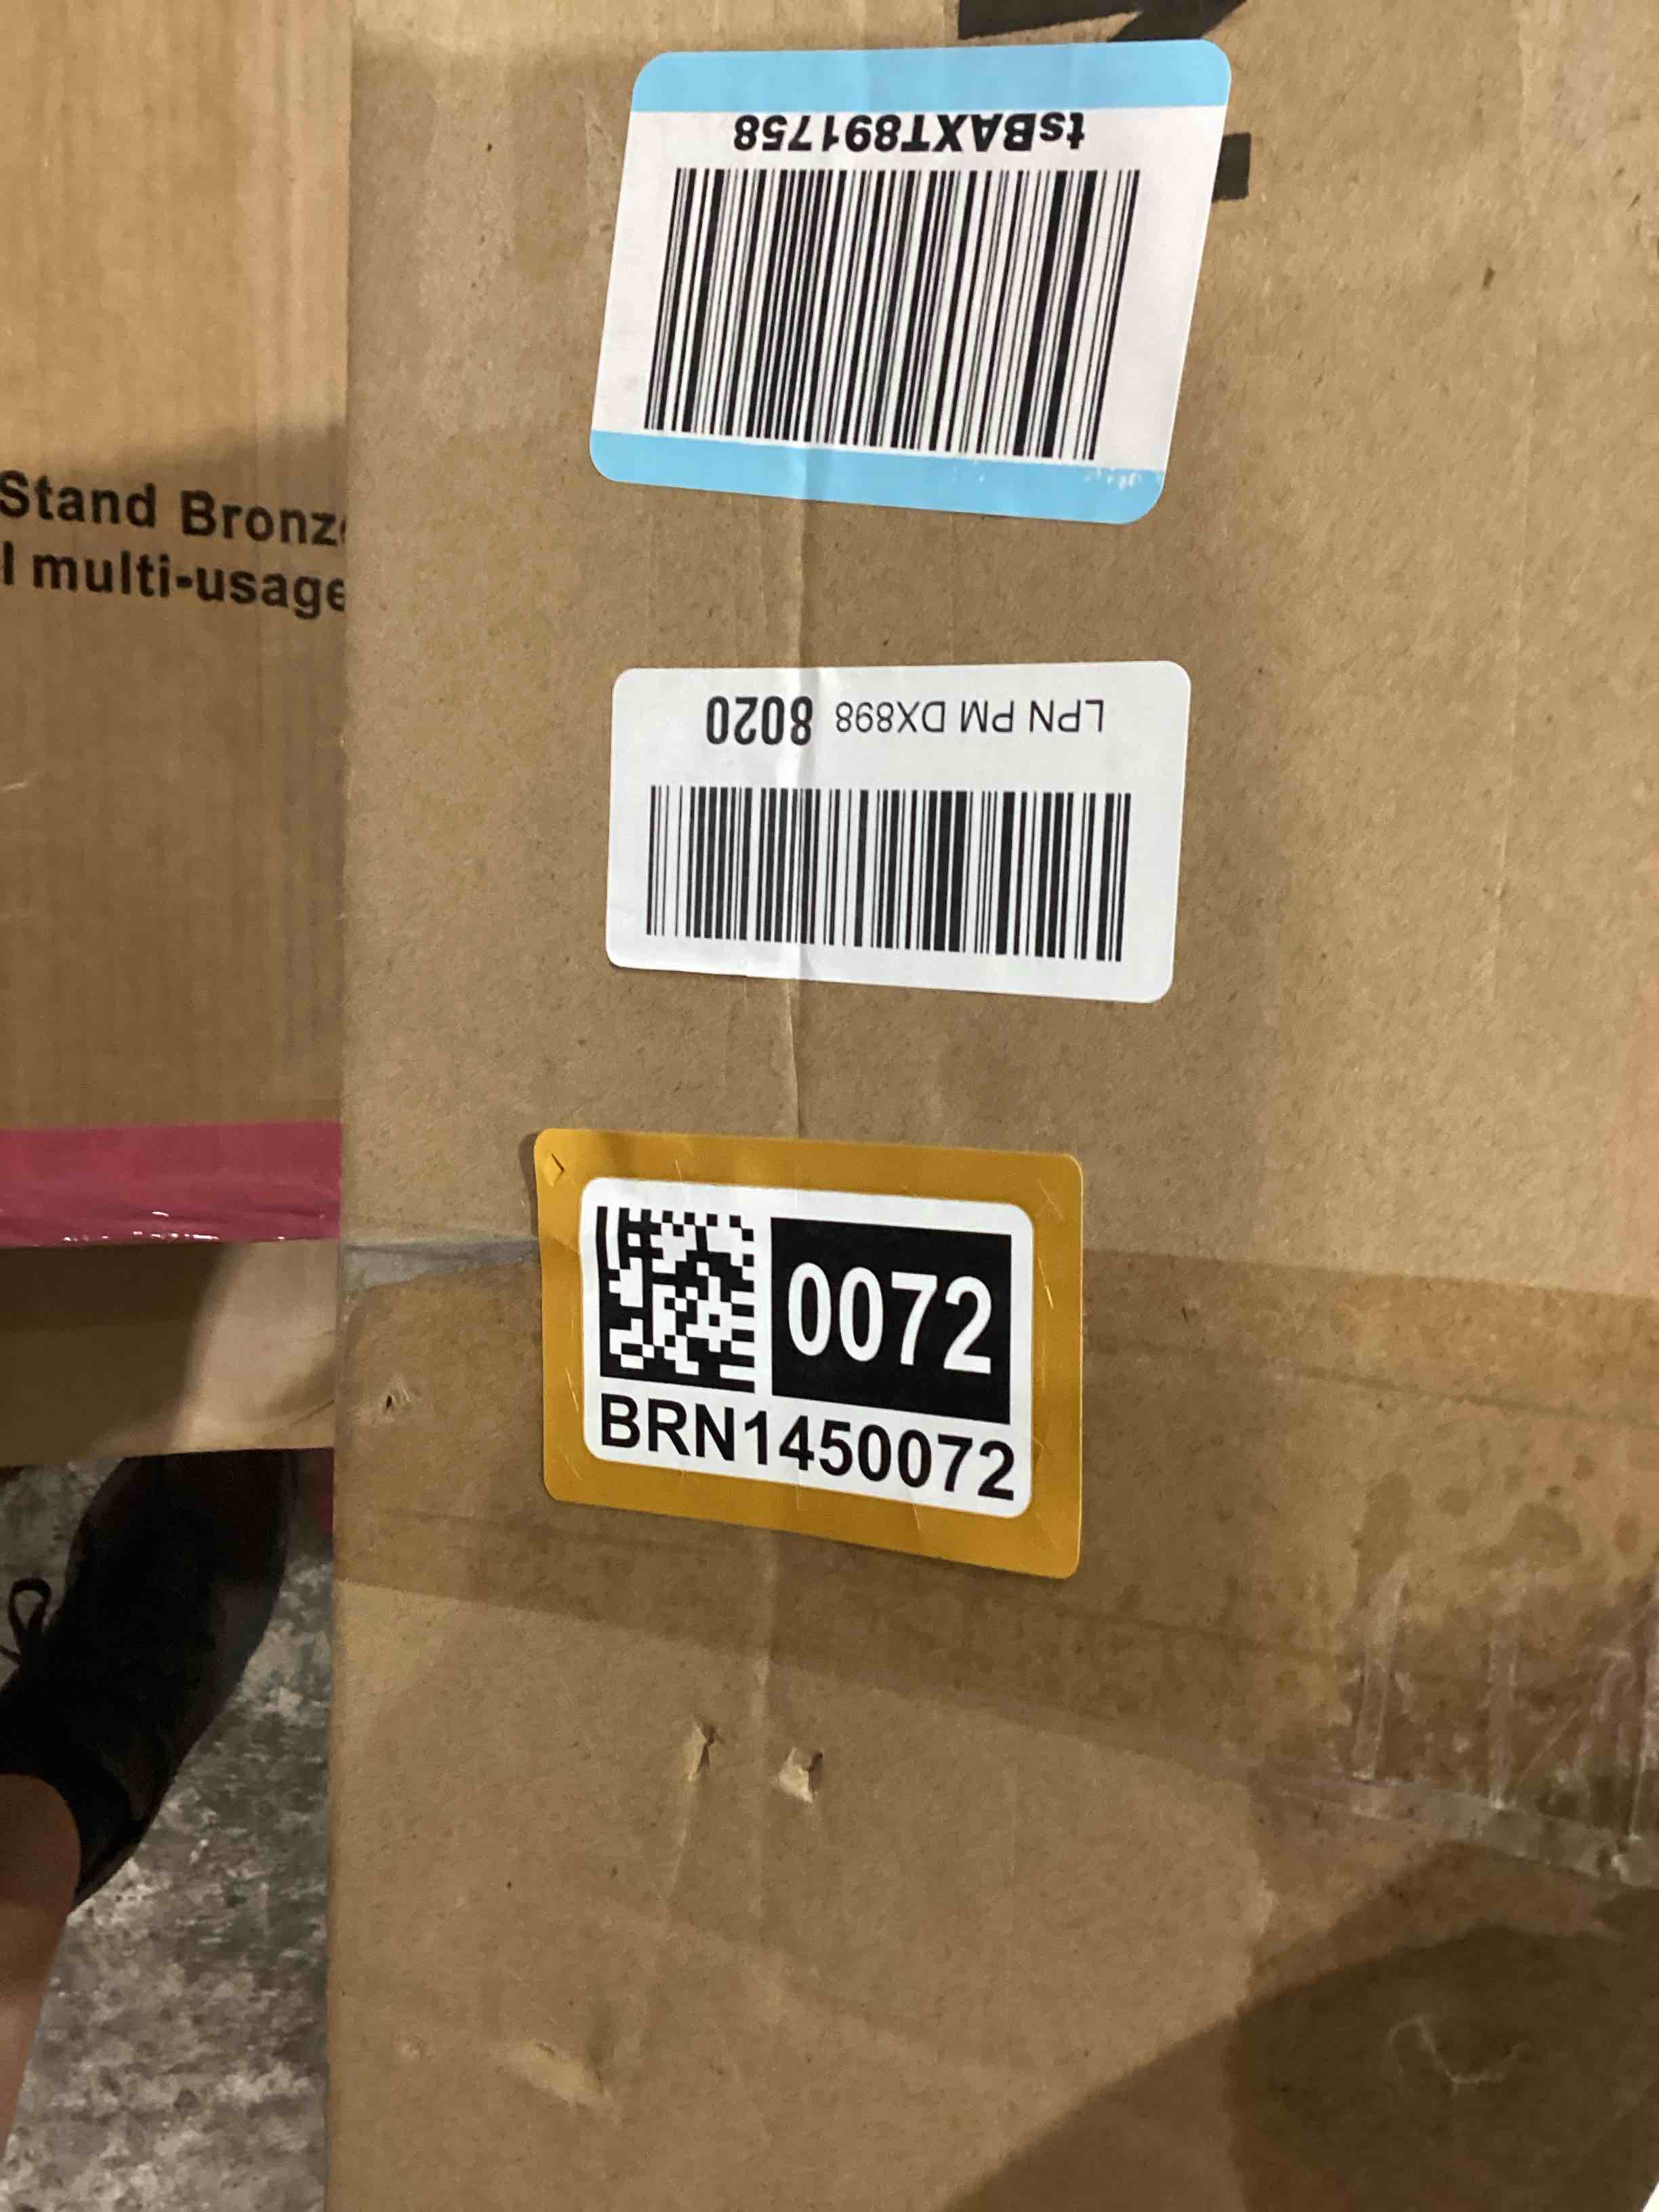 tsBAXT891758
LPN PM DX898 8020
Stand Bronz
l multi-usage
0072
BRN1450072